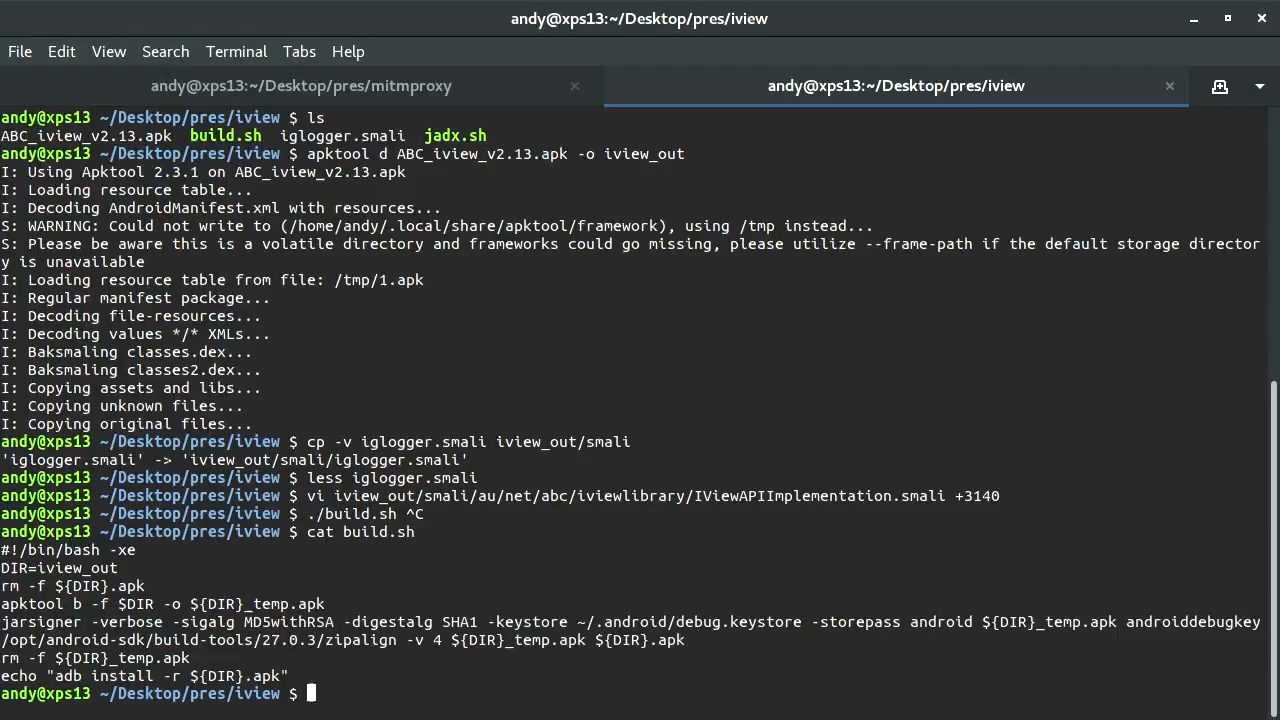 andy@xps13:~/Desktop/pres/iview
File Edit View Search Terminal Tabs Help
andy@xps13:~/Desktop/pres/mitmproxy
andy@xps13:~/Desktop/pres/iview
andy@xps13 ~/Desktop/pres/iview $ ls
ABC_iview_v2.13.apk  build.sh  iglogger.smali  jadx.sh
andy@xps13 ~/Desktop/pres/iview $ apktool d ABC_iview_v2.13.apk -o iview_out
I: Using Apktool 2.3.1 on ABC_iview_v2.13.apk
I: Loading resource table...
I: Decoding AndroidManifest.xml with resources...
S: WARNING: Could not write to (/home/andy/.local/share/apktool/framework), using /tmp instead...
S: Please be aware this is a volatile directory and frameworks could go missing, please utilize --frame-path if the default storage director
y is unavailable
I: Loading resource table from file: /tmp/1.apk
I: Regular manifest package...
I: Decoding file-resources...
I: Decoding values */* XMLs...
I: Baksmaling classes.dex...
I: Baksmaling classes2.dex...
I: Copying assets and libs...
I: Copying unknown files...
I: Copying original files...
andy@xps13 ~/Desktop/pres/iview $ cp -v iglogger.smali iview_out/smali
'iglogger.smali' -> 'iview_out/smali/iglogger.smali'
andy@xps13 ~/Desktop/pres/iview $ less iglogger.smali
andy@xps13 ~/Desktop/pres/iview $ vi iview_out/smali/au/net/abc/iviewlibrary/IViewAPIImplementation.smali +3140
andy@xps13 ~/Desktop/pres/iview $ ./build.sh ^C
andy@xps13 ~/Desktop/pres/iview $ cat build.sh
#!/bin/bash -xe
DIR=iview_out
rm -f ${DIR}.apk
apktool b -f $DIR -o ${DIR}_temp.apk
jarsigner -verbose -sigalg MD5withRSA -digestalg SHA1 -keystore ~/.android/debug.keystore -storepass android ${DIR}_temp.apk androiddebugkey
/opt/android-sdk/build-tools/27.0.3/zipalign -v 4 ${DIR}_temp.apk ${DIR}.apk
rm -f ${DIR}_temp.apk
echo "adb install -r ${DIR}.apk"
andy@xps13 ~/Desktop/pres/iview $